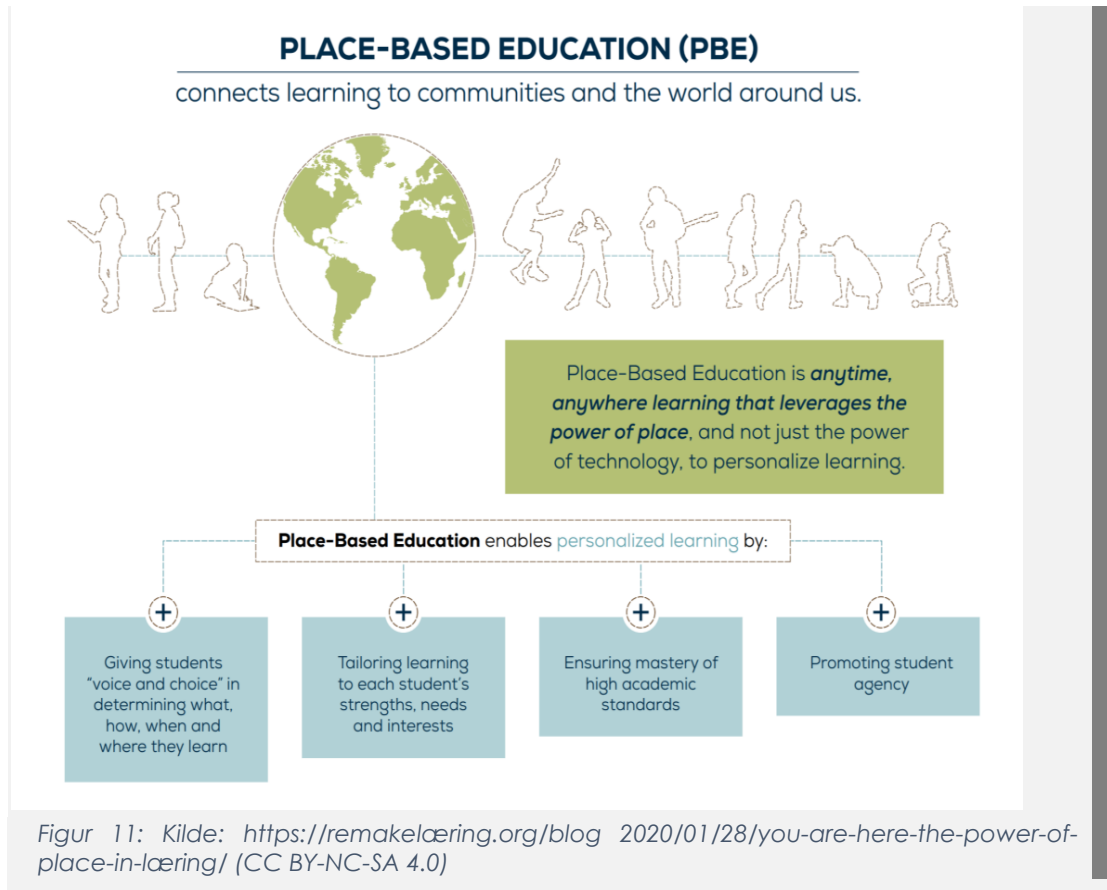 PLACE-BASED EDUCATION (PBE)
connects learning to communities and the world around us.
Place-Based Education is anytime,
anywhere learning that leverages the
power of place, and not just the power
of technology, to personalize learning.
Place-Based Education enables personalized learning by:
+
+
+
+
Giving students
“voice and choice” in
determining what,
how, when and
where they learn
Tailoring learning
to each student’s
strengths, needs
and interests
Ensuring mastery of
high academic
standards
Promoting student
agency
Figur 11: Kilde: https://remakelæring.org/blog 2020/01/28/you-are-here-the-power-of-
place-in-læring/ (CC BY-NC-SA 4.0)